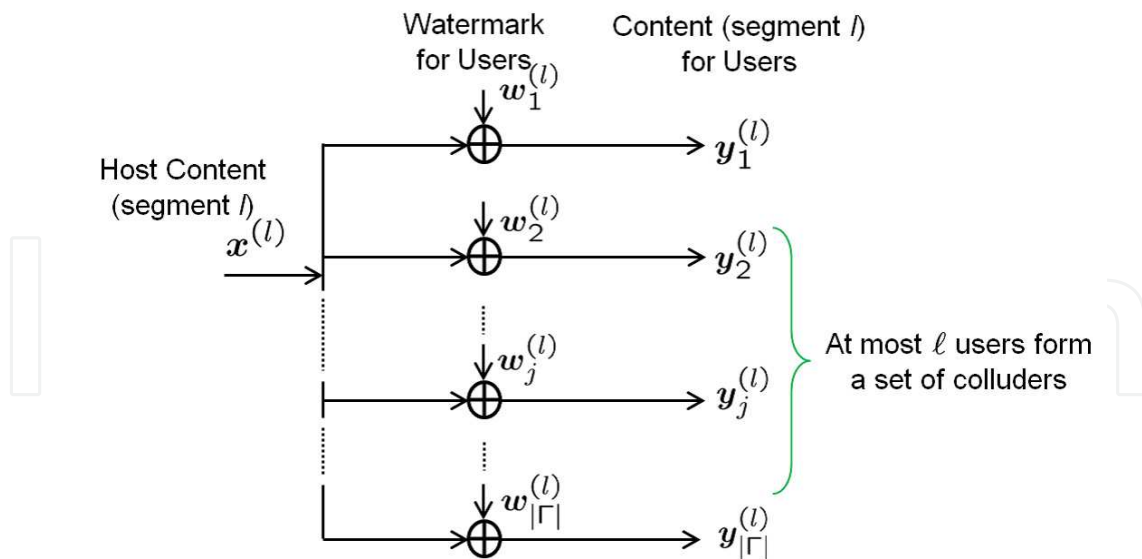 Watermark
for Users
Content (segment l)
for Users
w_1^{(l)}
y_1^{(l)}
Host Content
(segment l)
x^{(l)}
w_2^{(l)}
y_2^{(l)}
w_j^{(l)}
y_j^{(l)}
At most ℓ users form
a set of colluders
w_{|Γ|}^{(l)}
y_{|Γ|}^{(l)}